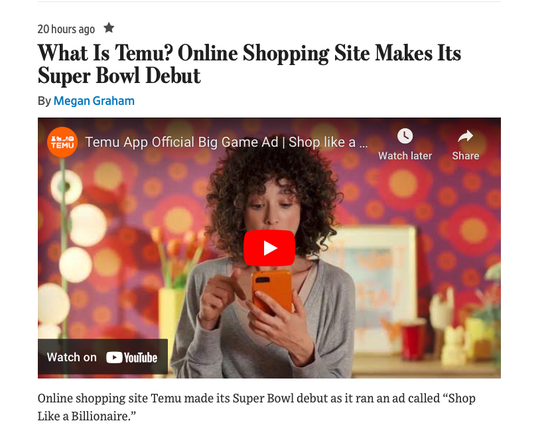 20 hours ago
What Is Temu? Online Shopping Site Makes Its
Super Bowl Debut
By Megan Graham
TEMU
Temu App Official Big Game Ad | Shop like a ...
Watch later
Share
Watch on YouTube
Online shopping site Temu made its Super Bowl debut as it ran an ad called “Shop
Like a Billionaire.”